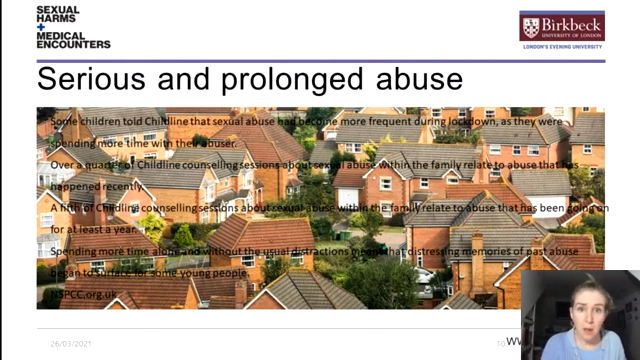 SEXUAL
HARMS
+
MEDICAL
ENCOUNTERS
Birkbeck
UNIVERSITY OF LONDON
LONDON'S EVENING UNIVERSITY
Serious and prolonged abuse
Some children told Childline that sexual abuse had become more frequent during lockdown, as they were
spending more time with their abuser.
Over a quarter of Childline counselling sessions about sexual abuse within the family relate to abuse that has
happened recently.
A fifth of Childline counselling sessions about sexual abuse within the family relate to abuse that has been going on
for at least a year.
Spending more time alone and without the usual distractions meant that distressing memories of past abuse
began to surface for some young people.
NSPCC.org.uk
26/03/2021
10